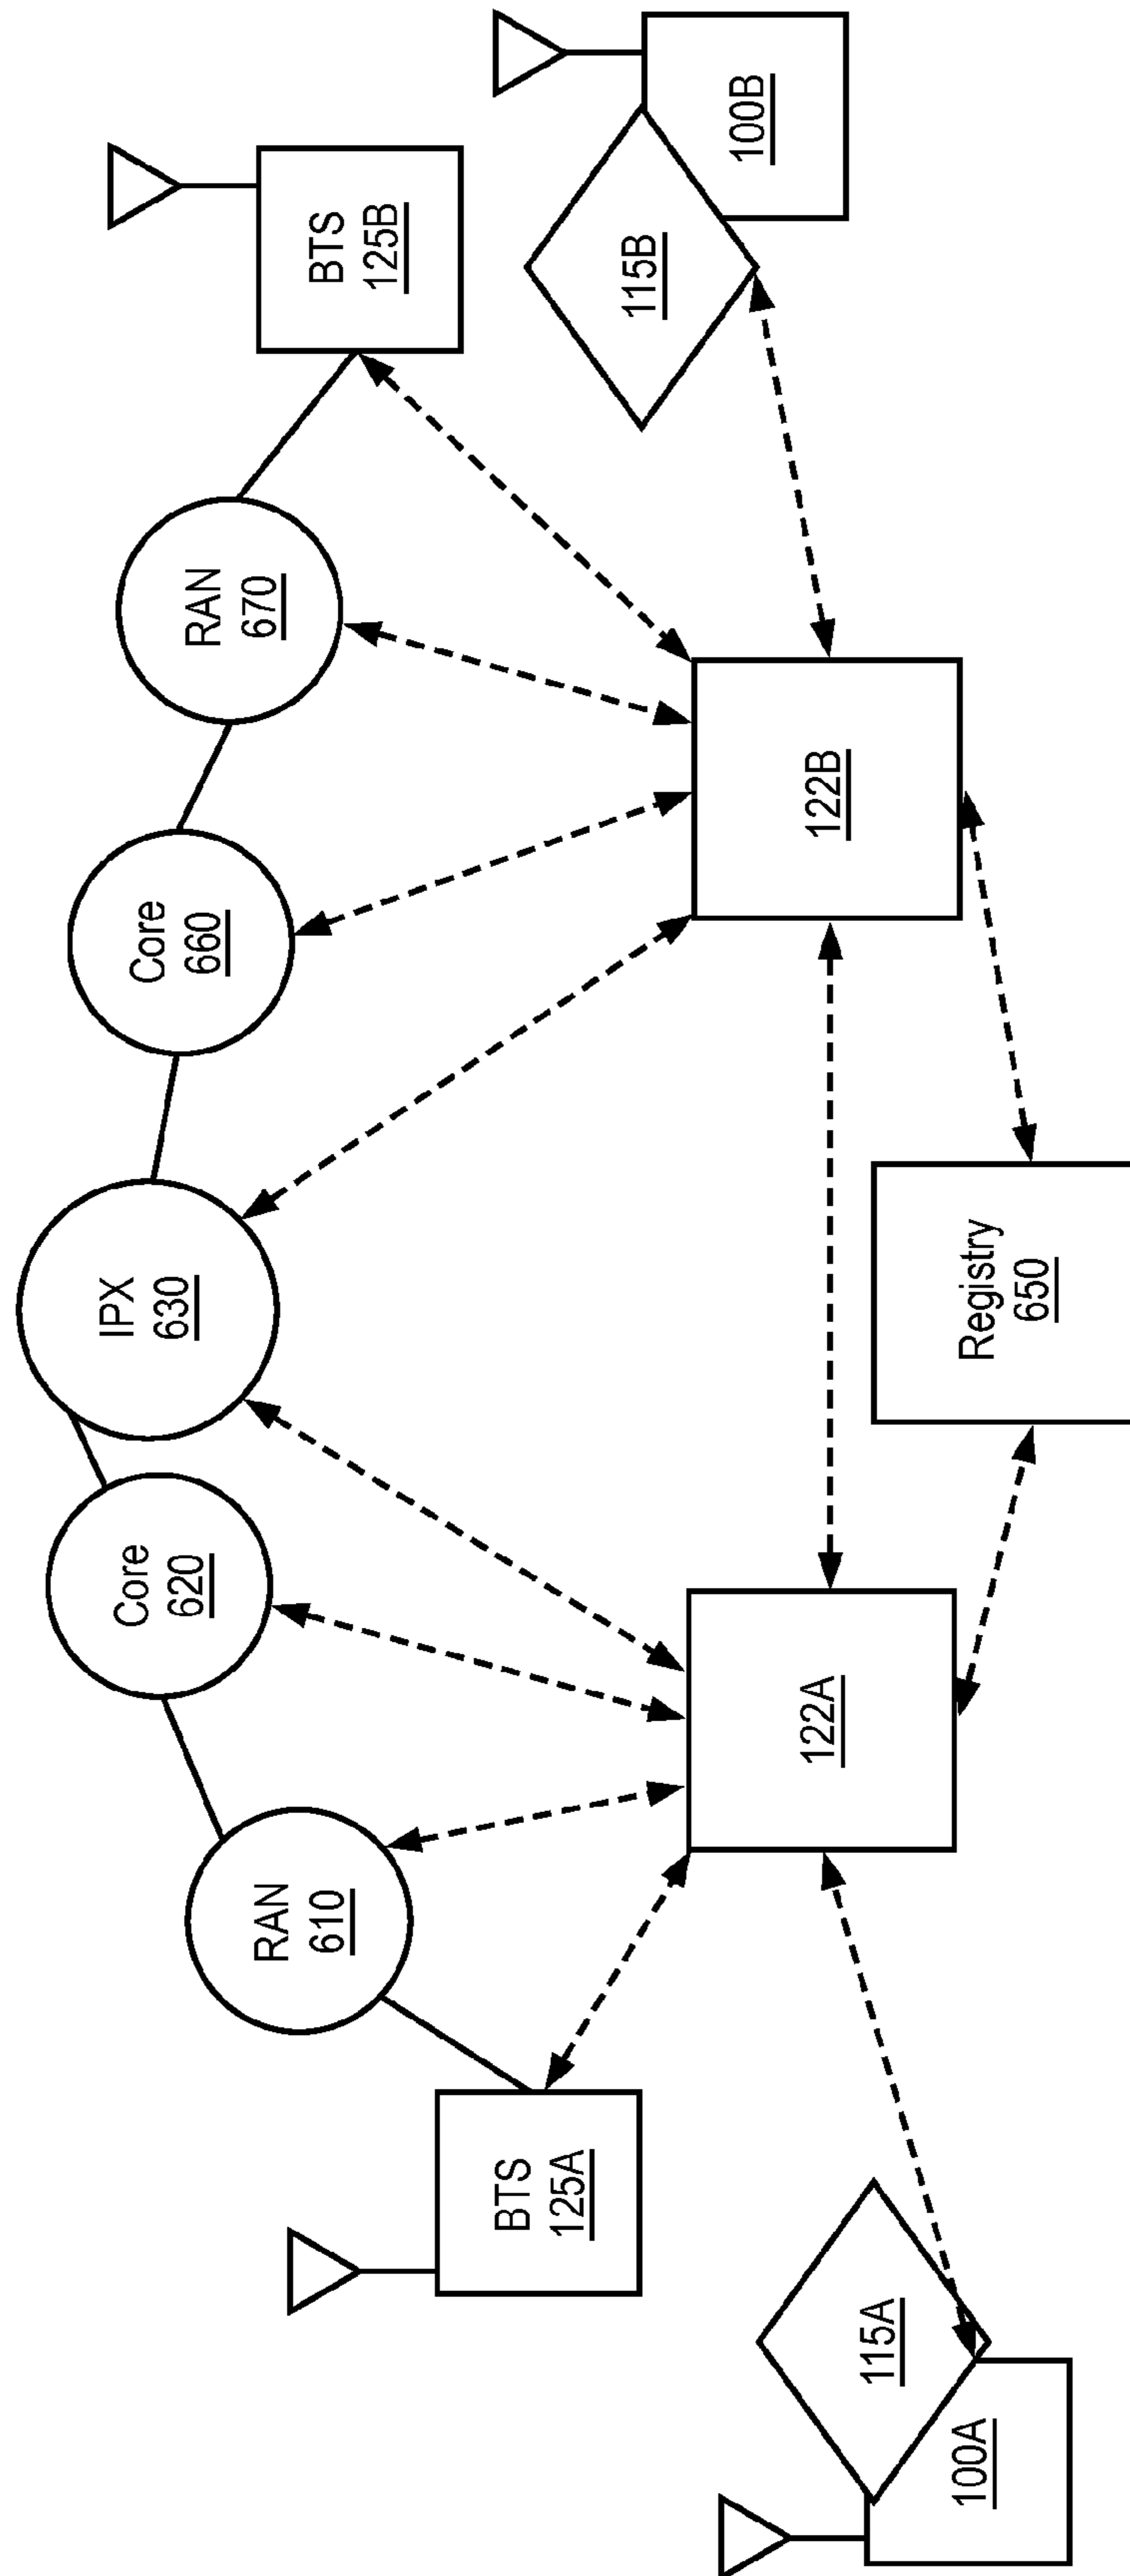 100A
115A
BTS
125A
RAN
610
Core
620
IPX
630
Core
660
RAN
670
BTS
125B
115B
100B
122A
122B
Registry
650